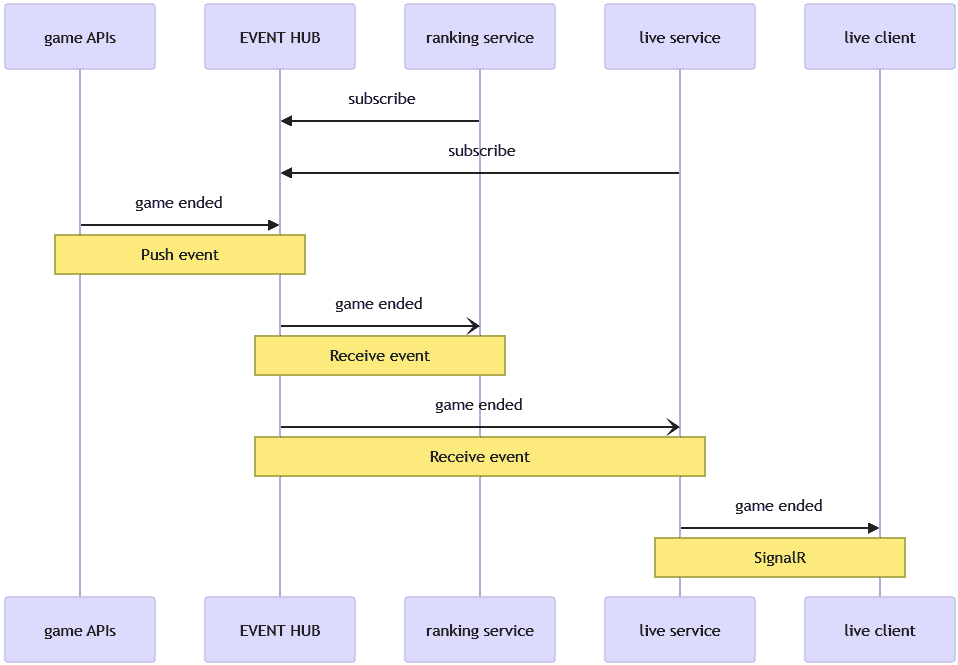 game APIs
EVENT HUB
ranking service
live service
live client
subscribe
subscribe
game ended
Push event
game ended
Receive event
game ended
Receive event
game ended
SignalR
game APIs
EVENT HUB
ranking service
live service
live client